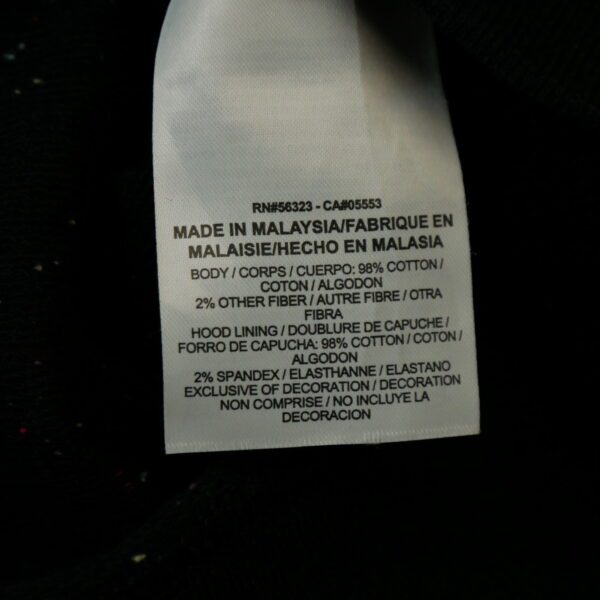 RN#56323 - CA#05553
MADE IN MALAYSIA/FABRIQUE EN
MALAISIE/HECHO EN MALASIA
BODY / CORPS / CUERPO: 98% COTTON /
COTON / ALGODON
2% OTHER FIBER / AUTRE FIBRE / OTRA
FIBRA
HOOD LINING / DOUBLURE DE CAPUCHE /
FORRO DE CAPUCHA: 98% COTTON / COTON /
ALGODON
2% SPANDEX / ELASTHANNE / ELASTANO
EXCLUSIVE OF DECORATION / DECORATION
NON COMPRISE / NO INCLUYE LA
DECORACION